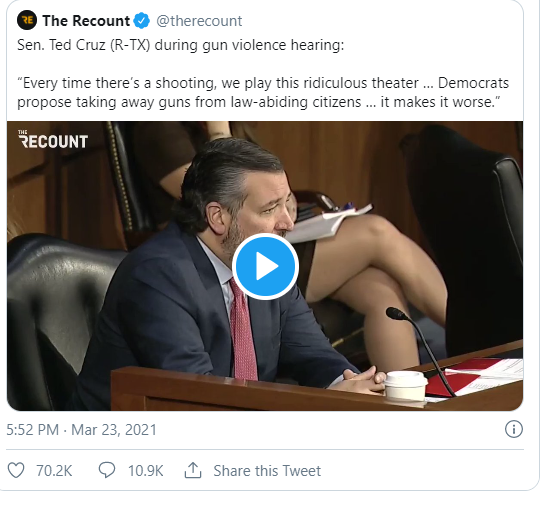 The Recount @therecount
Sen. Ted Cruz (R-TX) during gun violence hearing:
“Every time there’s a shooting, we play this ridiculous theater ... Democrats
propose taking away guns from law-abiding citizens ... it makes it worse.”
THE
RECOUNT
5:52 PM · Mar 23, 2021
70.2K 10.9K Share this Tweet